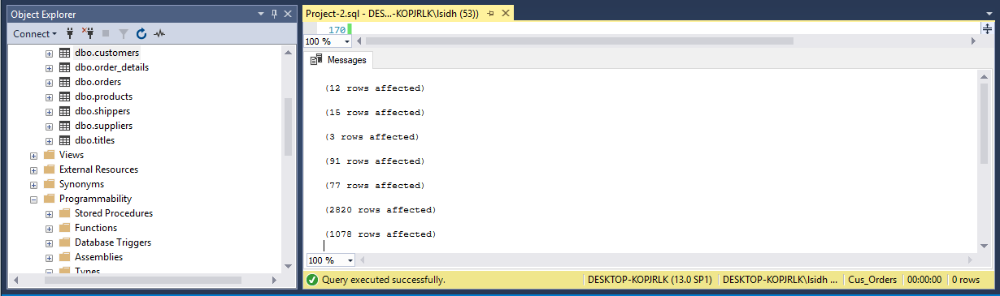 Object Explorer
Connect
dbo.customers
dbo.order_details
dbo.orders
dbo.products
dbo.shippers
dbo.suppliers
dbo.titles
Views
External Resources
Synonyms
Programmability
Stored Procedures
Functions
Database Triggers
Assemblies
Types
Project-2.sql - DES...-KOPJRLK\lsidh (53))
170
100 %
Messages
(12 rows affected)
(15 rows affected)
(3 rows affected)
(91 rows affected)
(77 rows affected)
(2820 rows affected)
(1078 rows affected)
100 %
Query executed successfully.
DESKTOP-KOPJRLK (13.0 SP1)
DESKTOP-KOPJRLK\lsidh ...
Cus_Orders
00:00:00
0 rows